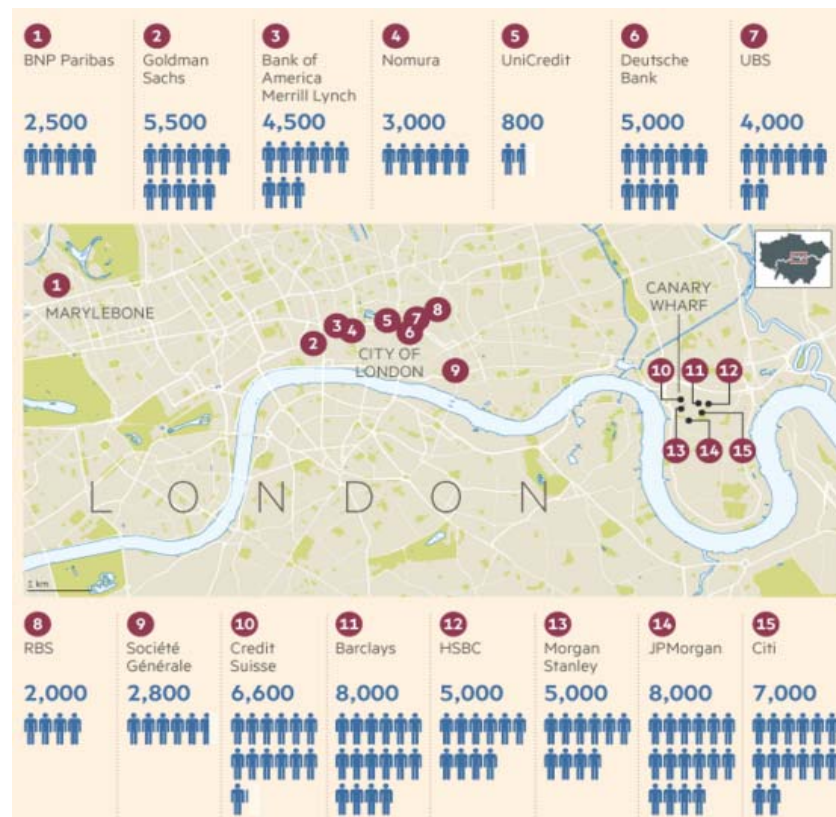 1
BNP Paribas
2,500
2
Goldman
Sachs
5,500
3
Bank of
America
Merrill Lynch
4,500
4
Nomura
3,000
5
UniCredit
800
6
Deutsche
Bank
5,000
7
UBS
4,000
1
MARYLEBONE
2
3
4
5
6
7
8
CITY OF
LONDON
9
CANARY
WHARF
10
11
12
13
14
15
LONDON
1 km
8
RBS
2,000
9
Société
Générale
2,800
10
Credit
Suisse
6,600
11
Barclays
8,000
12
HSBC
5,000
13
Morgan
Stanley
5,000
14
JPMorgan
8,000
15
Citi
7,000